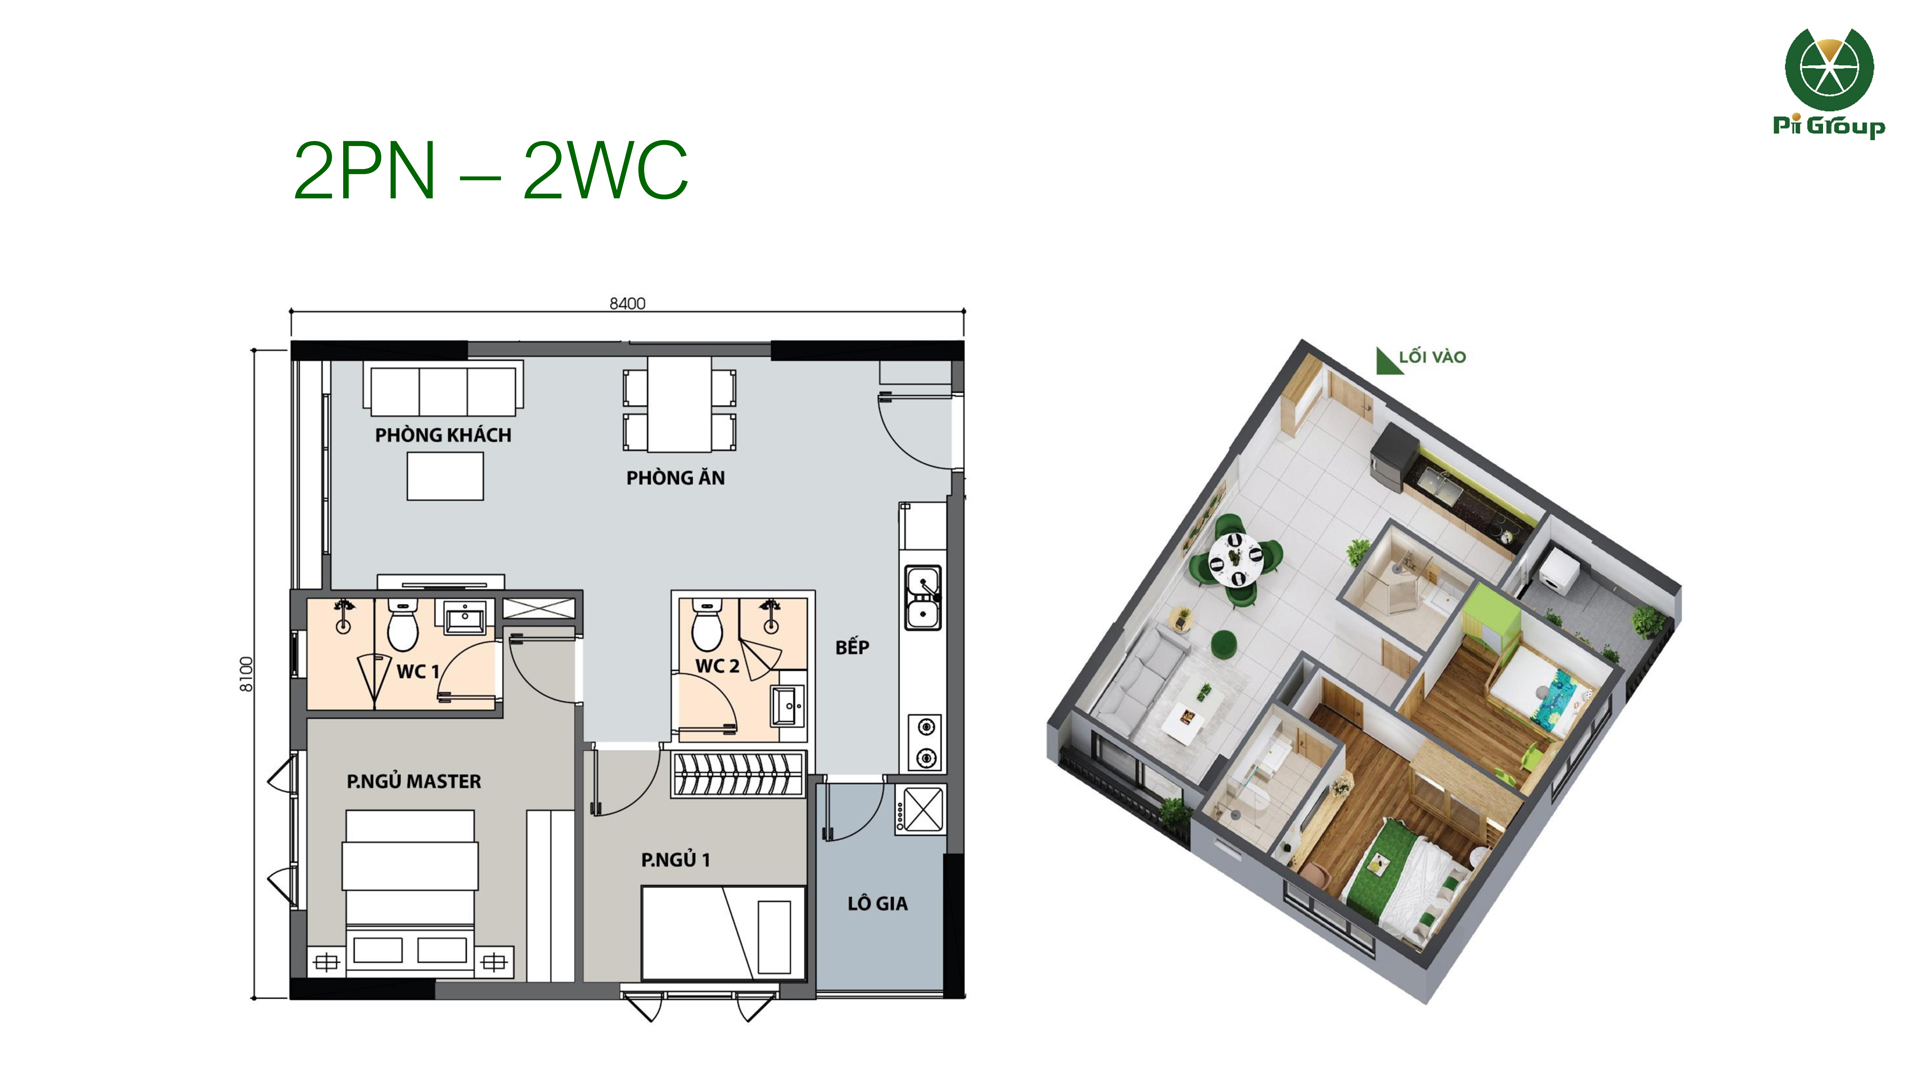 Pi Group
2PN – 2WC
8400
8100
PHÒNG KHÁCH
PHÒNG ĂN
WC 1
WC 2
BẾP
P.NGỦ MASTER
P.NGỦ 1
LÔ GIA
LỐI VÀO